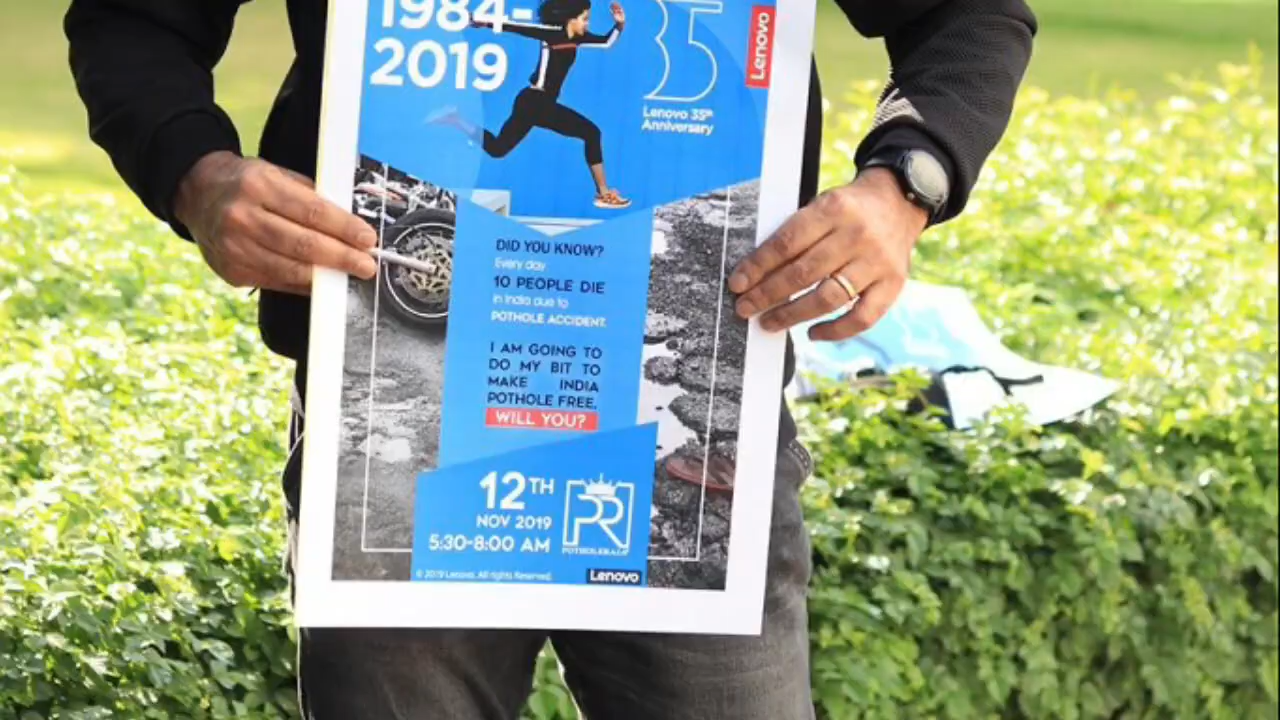 1984-
2019
35
Lenovo
Lenovo 35th
Anniversary
DID YOU KNOW?
Every day
10 PEOPLE DIE
in India due to
POTHOLE ACCIDENT.
I AM GOING TO
DO MY BIT TO
MAKE INDIA
POTHOLE FREE.
WILL YOU?
12TH
NOV 2019
5:30-8:00 AM
PR
POTHOLERAJA
© 2019 Lenovo. All rights Reserved.
Lenovo